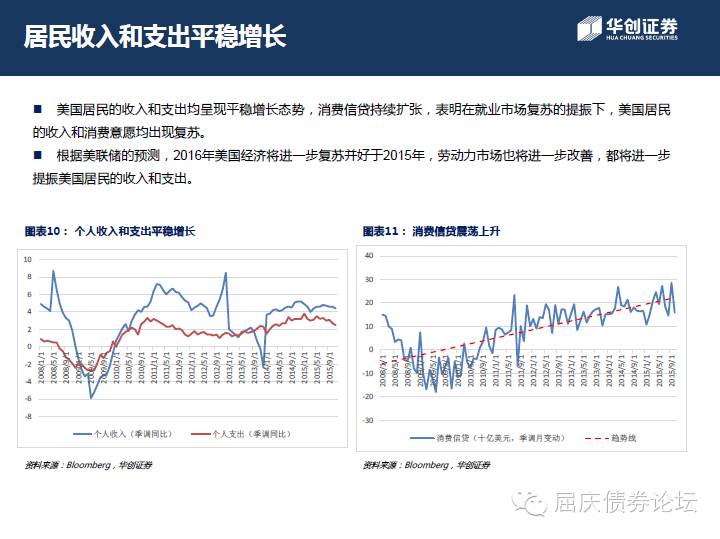 居民收入和支出平稳增长
华创证券
HUA CHUANG SECURITIES
■ 美国居民的收入和支出均呈现平稳增长态势，消费信贷持续扩张，表明在就业市场复苏的提振下，美国居民
的收入和消费意愿均出现复苏。
■ 根据美联储的预测，2016年美国经济将进一步复苏并好于2015年，劳动力市场也将进一步改善，都将进一步
提振美国居民的收入和支出。
图表10： 个人收入和支出平稳增长
10
8
6
4
2
0
-2
-4
-6
-8
2008/1/1 2008/5/1 2008/9/1 2009/1/1 2009/5/1 2009/9/1 2010/1/1 2010/5/1 2010/9/1 2011/1/1 2011/5/1 2011/9/1 2012/1/1 2012/5/1 2012/9/1 2013/1/1 2013/5/1 2013/9/1 2014/1/1 2014/5/1 2014/9/1 2015/1/1 2015/5/1 2015/9/1
个人收入（季调同比） 个人支出（季调同比）
资料来源：Bloomberg，华创证券
图表11： 消费信贷震荡上升
40
30
20
10
0
-10
-20
-30
2008/1/1 2008/5/1 2008/9/1 2009/1/1 2009/5/1 2009/9/1 2010/1/1 2010/5/1 2010/9/1 2011/1/1 2011/5/1 2011/9/1 2012/1/1 2012/5/1 2012/9/1 2013/1/1 2013/5/1 2013/9/1 2014/1/1 2014/5/1 2014/9/1 2015/1/1 2015/5/1 2015/9/1
消费信贷（十亿美元，季调月变动） 趋势线
资料来源：Bloomberg，华创证券
屈庆债券论坛